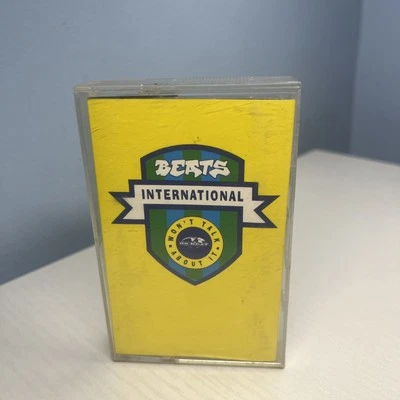 BEATS
INTERNATIONAL
WON'T TALK
ABOUT IT